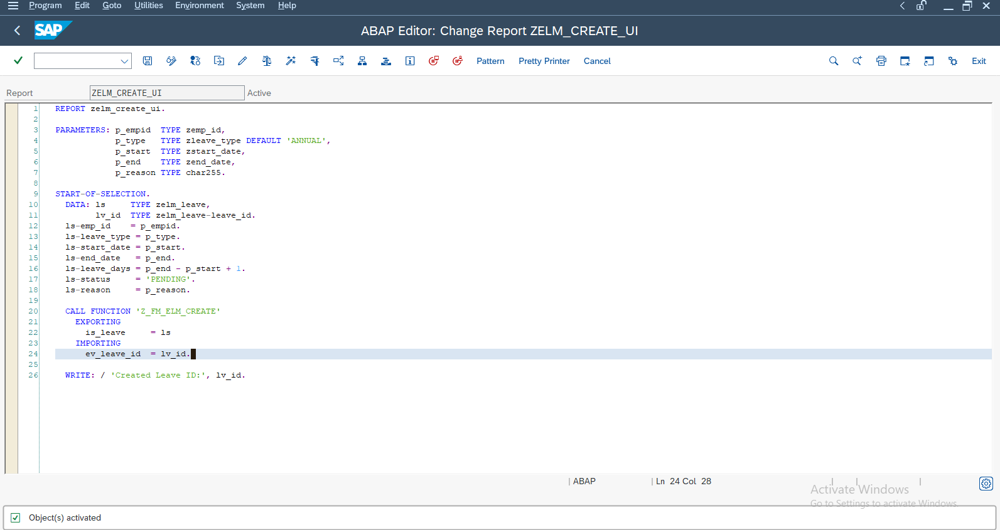 Program Edit Goto Utilities Environment System Help
SAP ABAP Editor: Change Report ZELM_CREATE_UI
Pattern Pretty Printer Cancel Exit
Report ZELM_CREATE_UI Active
1 REPORT zelm_create_ui.
2
3 PARAMETERS: p_empid  TYPE zemp_id,
4             p_type   TYPE zleave_type DEFAULT 'ANNUAL',
5             p_start  TYPE zstart_date,
6             p_end    TYPE zend_date,
7             p_reason TYPE char255.
8
9 START-OF-SELECTION.
10   DATA: ls     TYPE zelm_leave,
11         lv_id  TYPE zelm_leave-leave_id.
12   ls-emp_id    = p_empid.
13   ls-leave_type = p_type.
14   ls-start_date = p_start.
15   ls-end_date   = p_end.
16   ls-leave_days = p_end - p_start + 1.
17   ls-status     = 'PENDING'.
18   ls-reason     = p_reason.
19
20   CALL FUNCTION 'Z_FM_ELM_CREATE'
21     EXPORTING
22       is_leave     = ls
23     IMPORTING
24       ev_leave_id  = lv_id.
25
26   WRITE: / 'Created Leave ID:', lv_id.
ABAP Ln 24 Col 28
Activate Windows
Go to Settings to activate Windows.
Object(s) activated